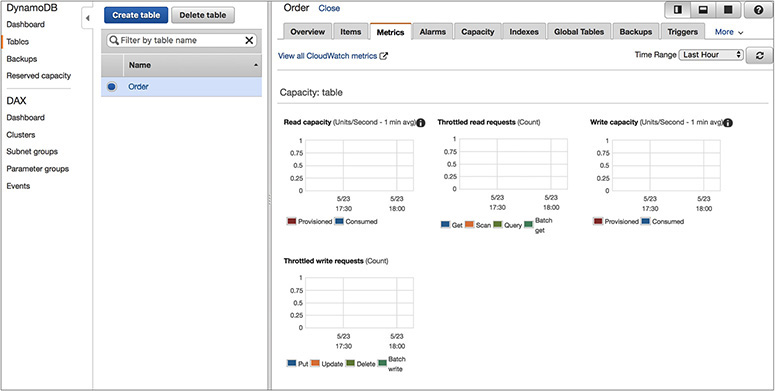 DynamoDB
Dashboard
Tables
Backups
Reserved capacity
DAX
Dashboard
Clusters
Subnet groups
Parameter groups
Events
Create table Delete table
Filter by table name
Name
Order
Order Close
Overview Items Metrics Alarms Capacity Indexes Global Tables Backups Triggers More
View all CloudWatch metrics Time Range Last Hour
Capacity: table
Read capacity (Units/Second - 1 min avg)
1
0.75
0.5
0.25
0
5/23 5/23
17:30 18:00
Provisioned Consumed
Throttled read requests (Count)
1
0.75
0.5
0.25
0
5/23 5/23
17:30 18:00
Get Scan Query Batch
get
Write capacity (Units/Second - 1 min avg)
1
0.75
0.5
0.25
0
5/23 5/23
17:30 18:00
Provisioned Consumed
Throttled write requests (Count)
1
0.75
0.5
0.25
0
5/23 5/23
17:30 18:00
Put Update Delete Batch
write